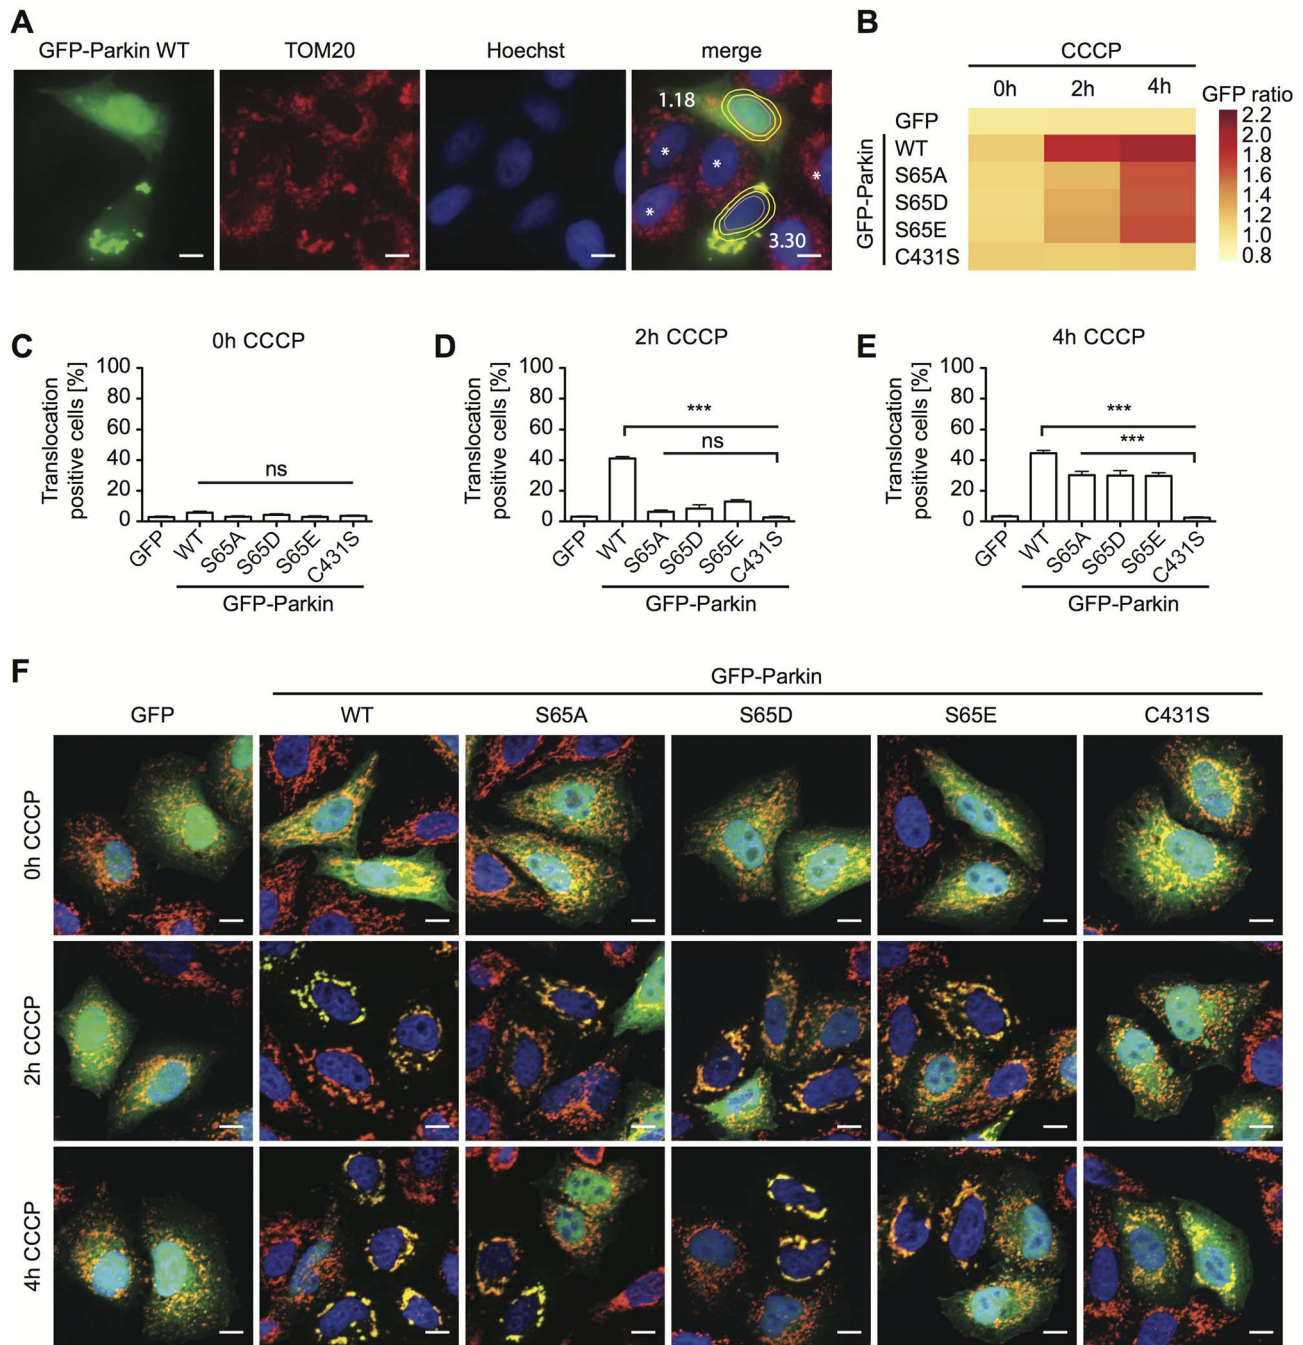 A
GFP-Parkin WT TOM20 Hoechst merge
1.18
*
*
*
*
3.30
B
CCCP
0h 2h 4h
GFP ratio
GFP
WT
S65A
S65D
S65E
C431S
GFP-Parkin
2.2
2.0
1.8
1.6
1.4
1.2
1.0
0.8
C
0h CCCP
Translocation
positive cells [%]
100
80
60
40
20
0
ns
GFP WT S65A S65D S65E C431S
GFP-Parkin
D
2h CCCP
Translocation
positive cells [%]
100
80
60
40
20
0
***
ns
GFP WT S65A S65D S65E C431S
GFP-Parkin
E
4h CCCP
Translocation
positive cells [%]
100
80
60
40
20
0
***
***
GFP WT S65A S65D S65E C431S
GFP-Parkin
F
GFP-Parkin
GFP WT S65A S65D S65E C431S
0h CCCP
2h CCCP
4h CCCP